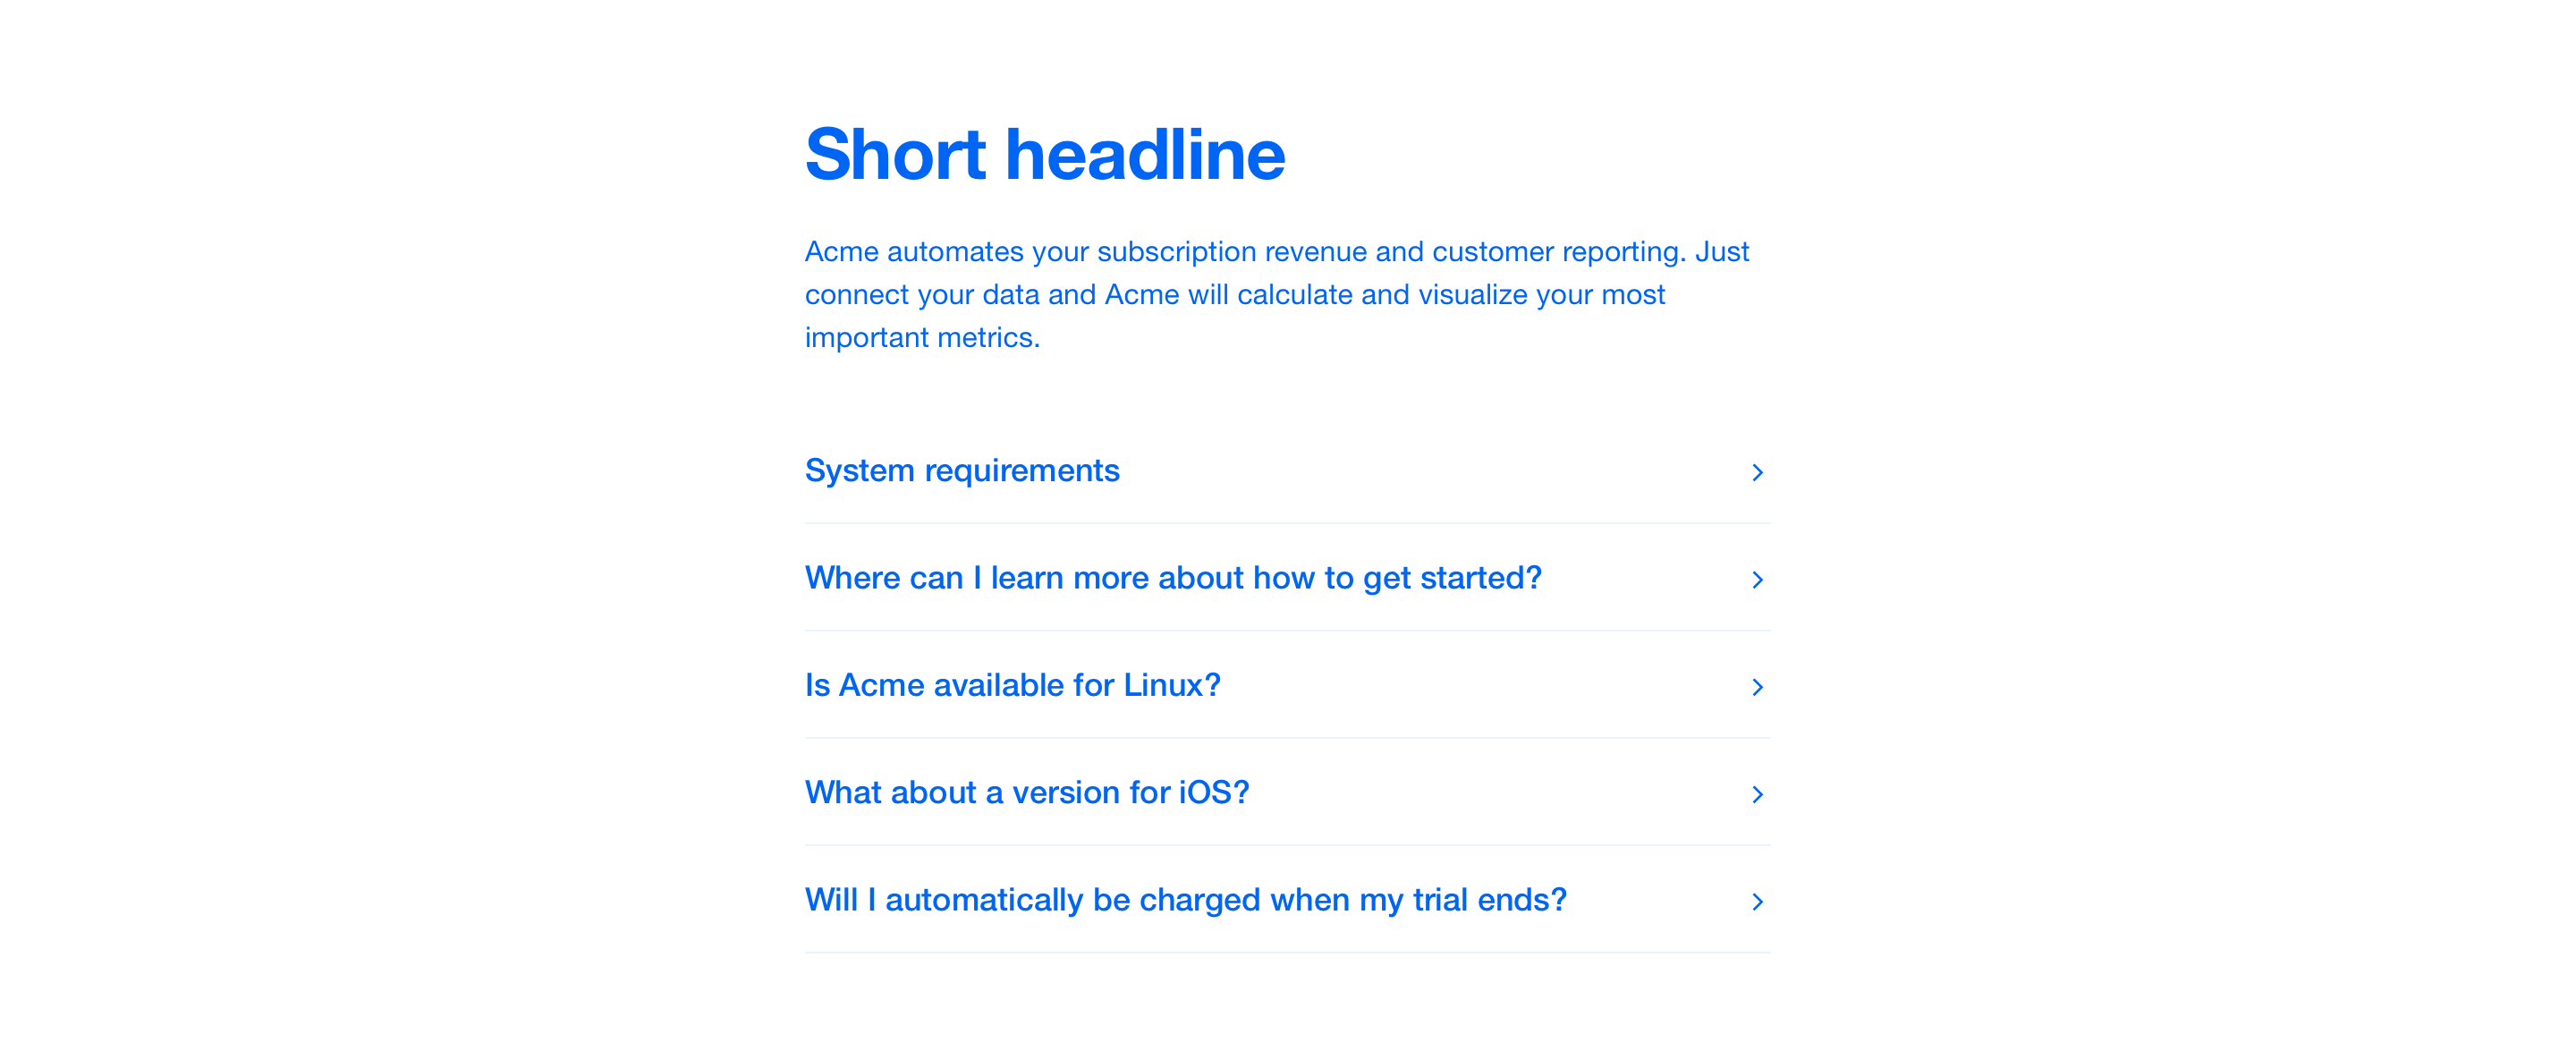 Short headline
Acme automates your subscription revenue and customer reporting. Just
connect your data and Acme will calculate and visualize your most
important metrics.
System requirements
Where can I learn more about how to get started?
Is Acme available for Linux?
What about a version for iOS?
Will I automatically be charged when my trial ends?